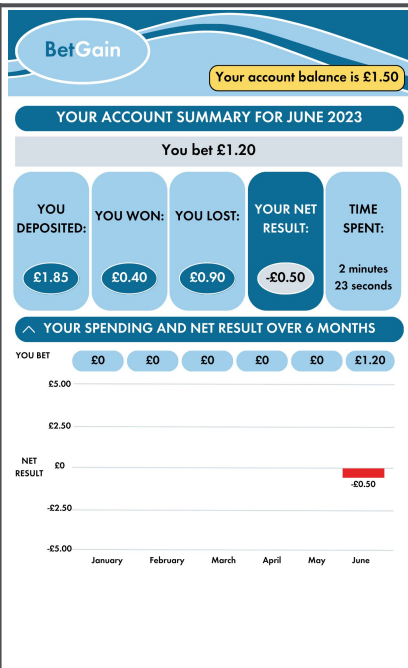 BetGain
Your account balance is £1.50
YOUR ACCOUNT SUMMARY FOR JUNE 2023
You bet £1.20
YOU DEPOSITED:
£1.85
YOU WON:
£0.40
YOU LOST:
£0.90
YOUR NET RESULT:
-£0.50
TIME SPENT:
2 minutes
23 seconds
YOUR SPENDING AND NET RESULT OVER 6 MONTHS
YOU BET £0 £0 £0 £0 £0 £1.20
£5.00
£2.50
NET RESULT
£0
-£0.50
-£2.50
-£5.00
January February March April May June